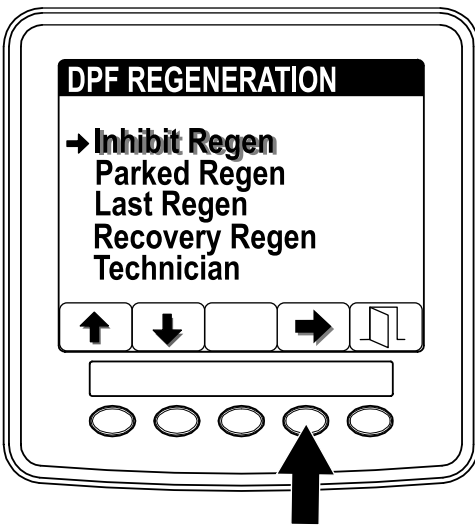 DPF REGENERATION
Inhibit Regen
Parked Regen
Last Regen
Recovery Regen
Technician